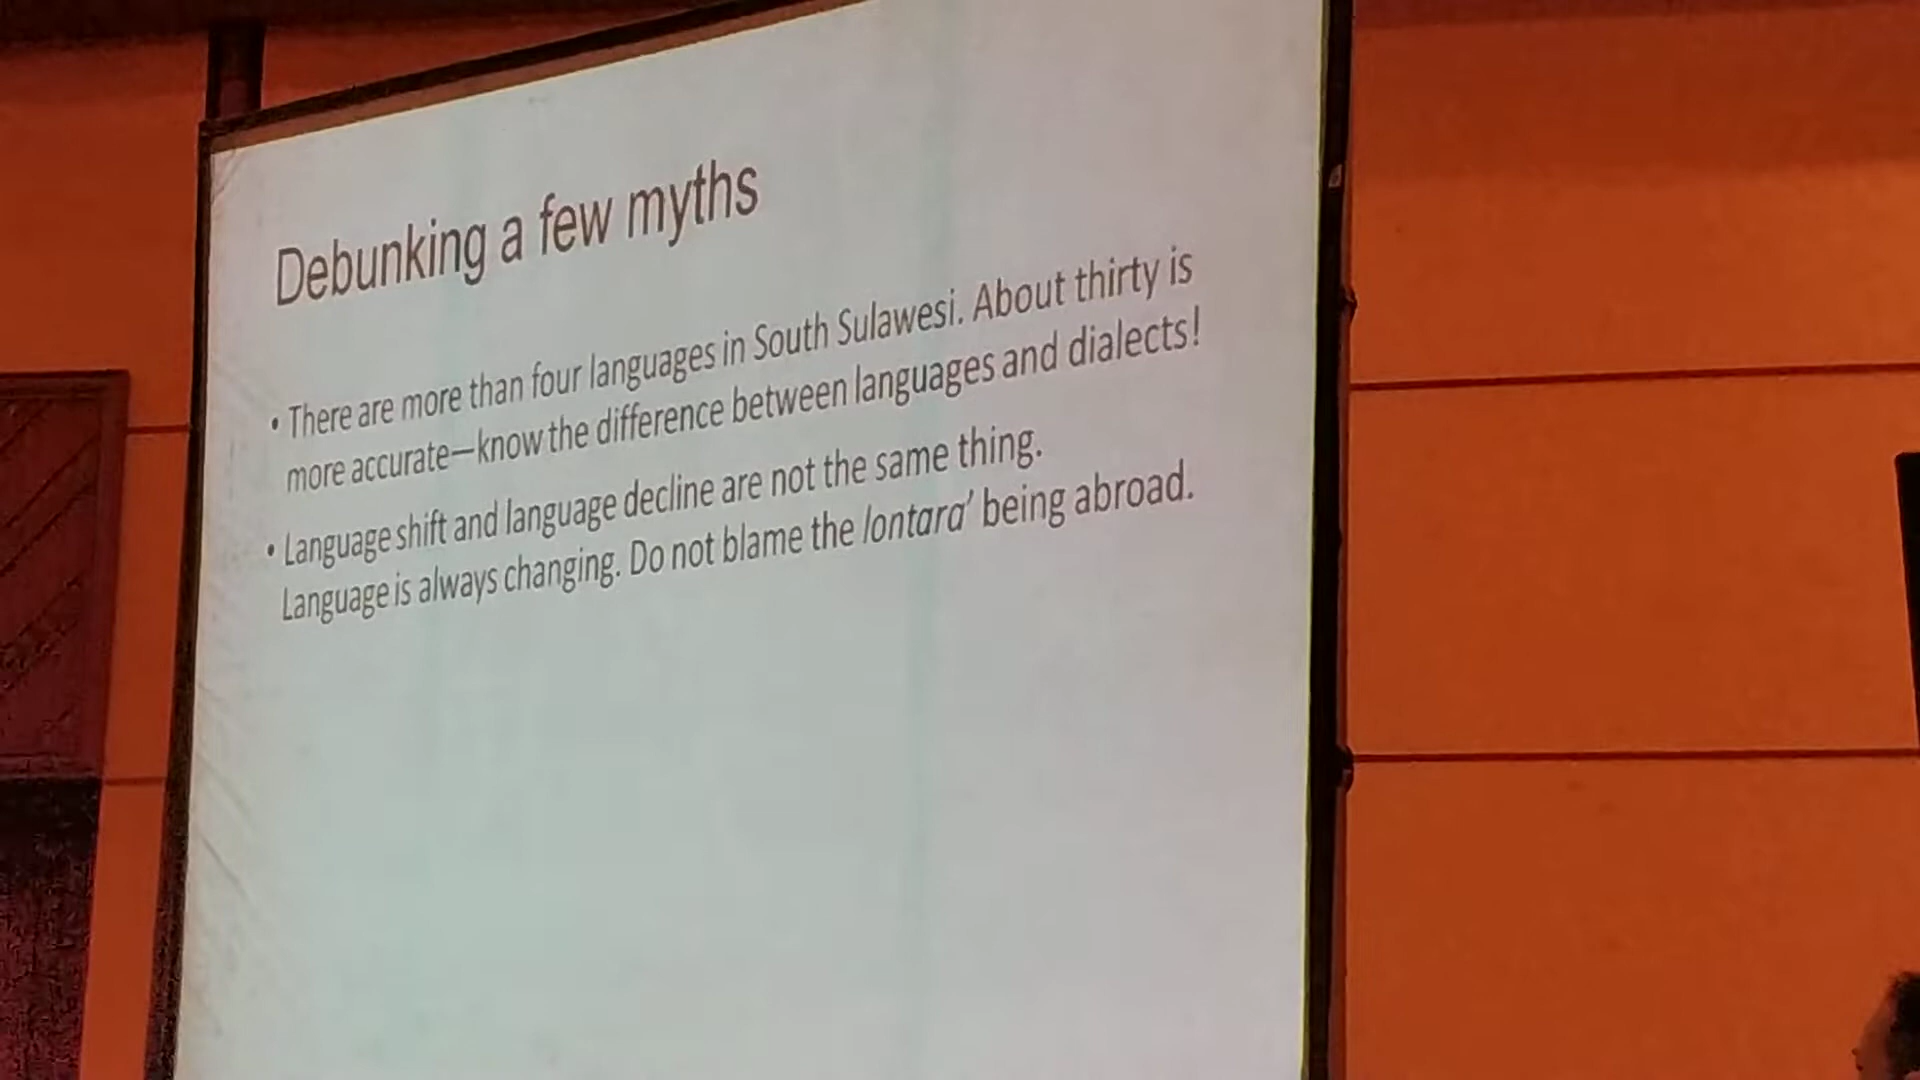 Debunking a few myths
• There are more than four languages in South Sulawesi. About thirty is
more accurate—know the difference between languages and dialects!
• Language shift and language decline are not the same thing.
Language is always changing. Do not blame the lontara’ being abroad.